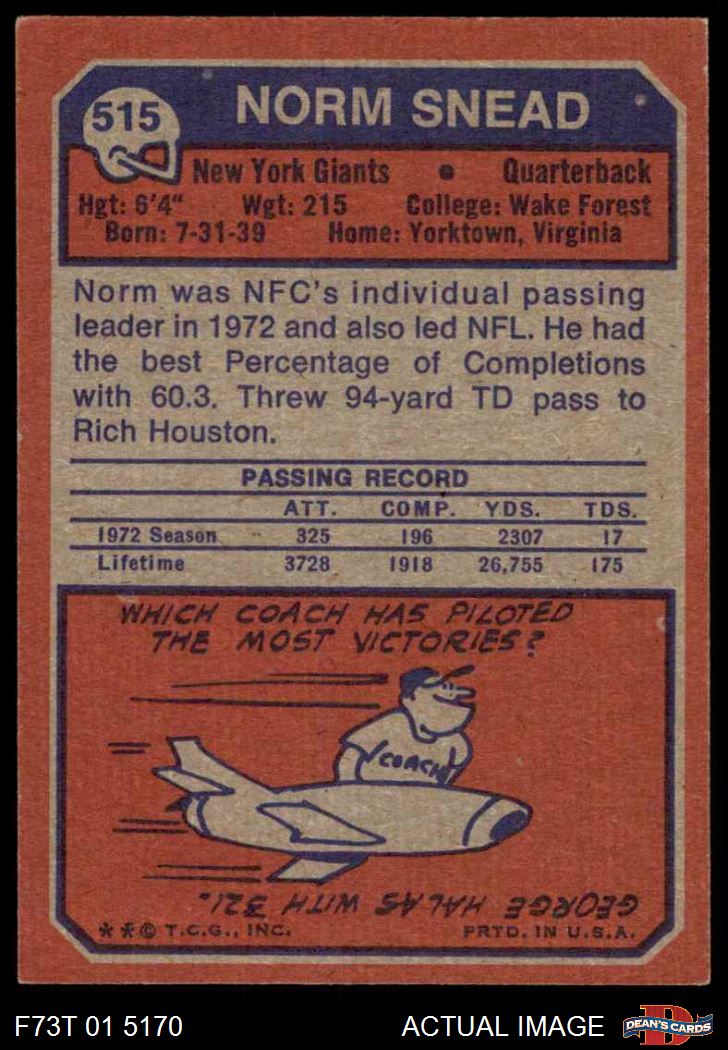 515
NORM SNEAD
New York Giants • Quarterback
Hgt: 6'4" Wgt: 215 College: Wake Forest
Born: 7-31-39 Home: Yorktown, Virginia
Norm was NFC's individual passing
leader in 1972 and also led NFL. He had
the best Percentage of Completions
with 60.3. Threw 94-yard TD pass to
Rich Houston.
PASSING RECORD
ATT. COMP. YDS. TDS.
1972 Season 325 196 2307 17
Lifetime 3728 1918 26,755 175
WHICH COACH HAS PILOTED
THE MOST VICTORIES?
COACH
GEORGE HALAS WITH 321.
**© T.C.G., INC. PRTD. IN U.S.A.
F73T 01 5170 ACTUAL IMAGE DEAN'S CARDS